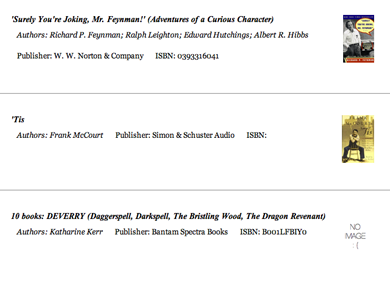 'Surely You're Joking, Mr. Feynman!' (Adventures of a Curious Character)
Authors: Richard P. Feynman; Ralph Leighton; Edward Hutchings; Albert R. Hibbs
Publisher: W. W. Norton & Company ISBN: 0393316041
'Tis
Authors: Frank McCourt Publisher: Simon & Schuster Audio ISBN:
10 books: DEVERRY (Daggerspell, Darkspell, The Bristling Wood, The Dragon Revenant)
Authors: Katharine Kerr Publisher: Bantam Spectra Books ISBN: B001LFBIY0
NO
IMAGE
: (